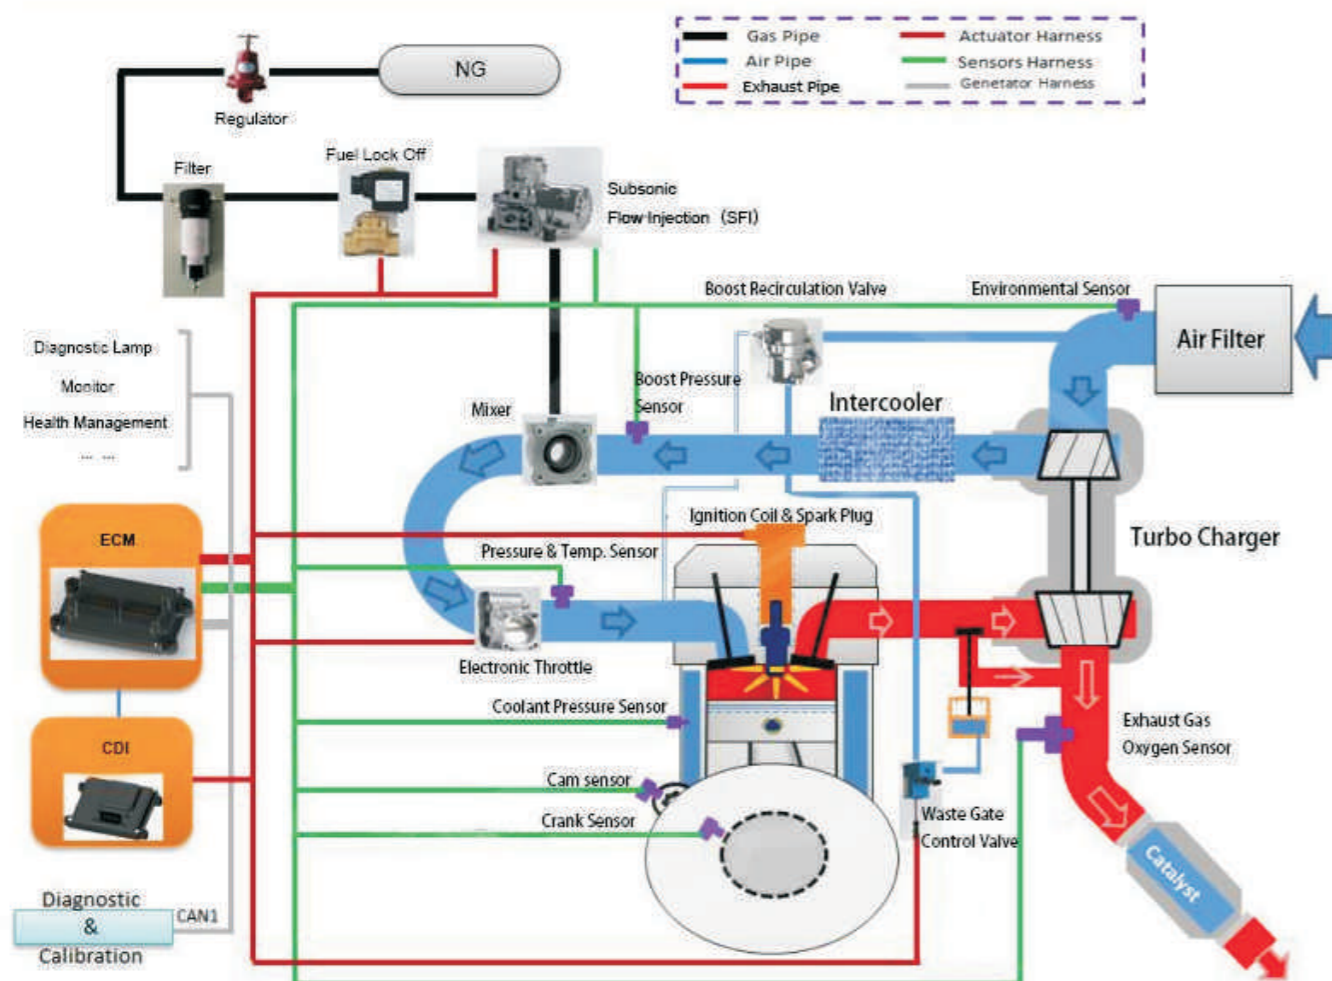 Gas Pipe
Actuator Harness
Air Pipe
Sensors Harness
Exhaust Pipe
Genetator Harness
NG
Regulator
Filter
Fuel Lock Off
Subsonic
Flow Injection (SFI)
Boost Recirculation Valve
Environmental Sensor
Air Filter
Diagnostic Lamp
Monitor
Health Management
... ...
Boost Pressure
Sensor
Mixer
Intercooler
Turbo Charger
Ignition Coil & Spark Plug
Pressure & Temp. Sensor
ECM
Electronic Throttle
Coolant Pressure Sensor
Exhaust Gas
Oxygen Sensor
CDI
Cam sensor
Crank Sensor
Waste Gate
Control Valve
Catalyst
Diagnostic
&
Calibration
CAN1